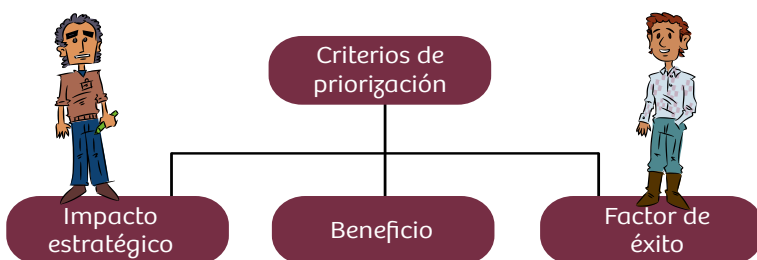 Criterios de
priorización
Impacto
estratégico
Beneficio
Factor de
éxito